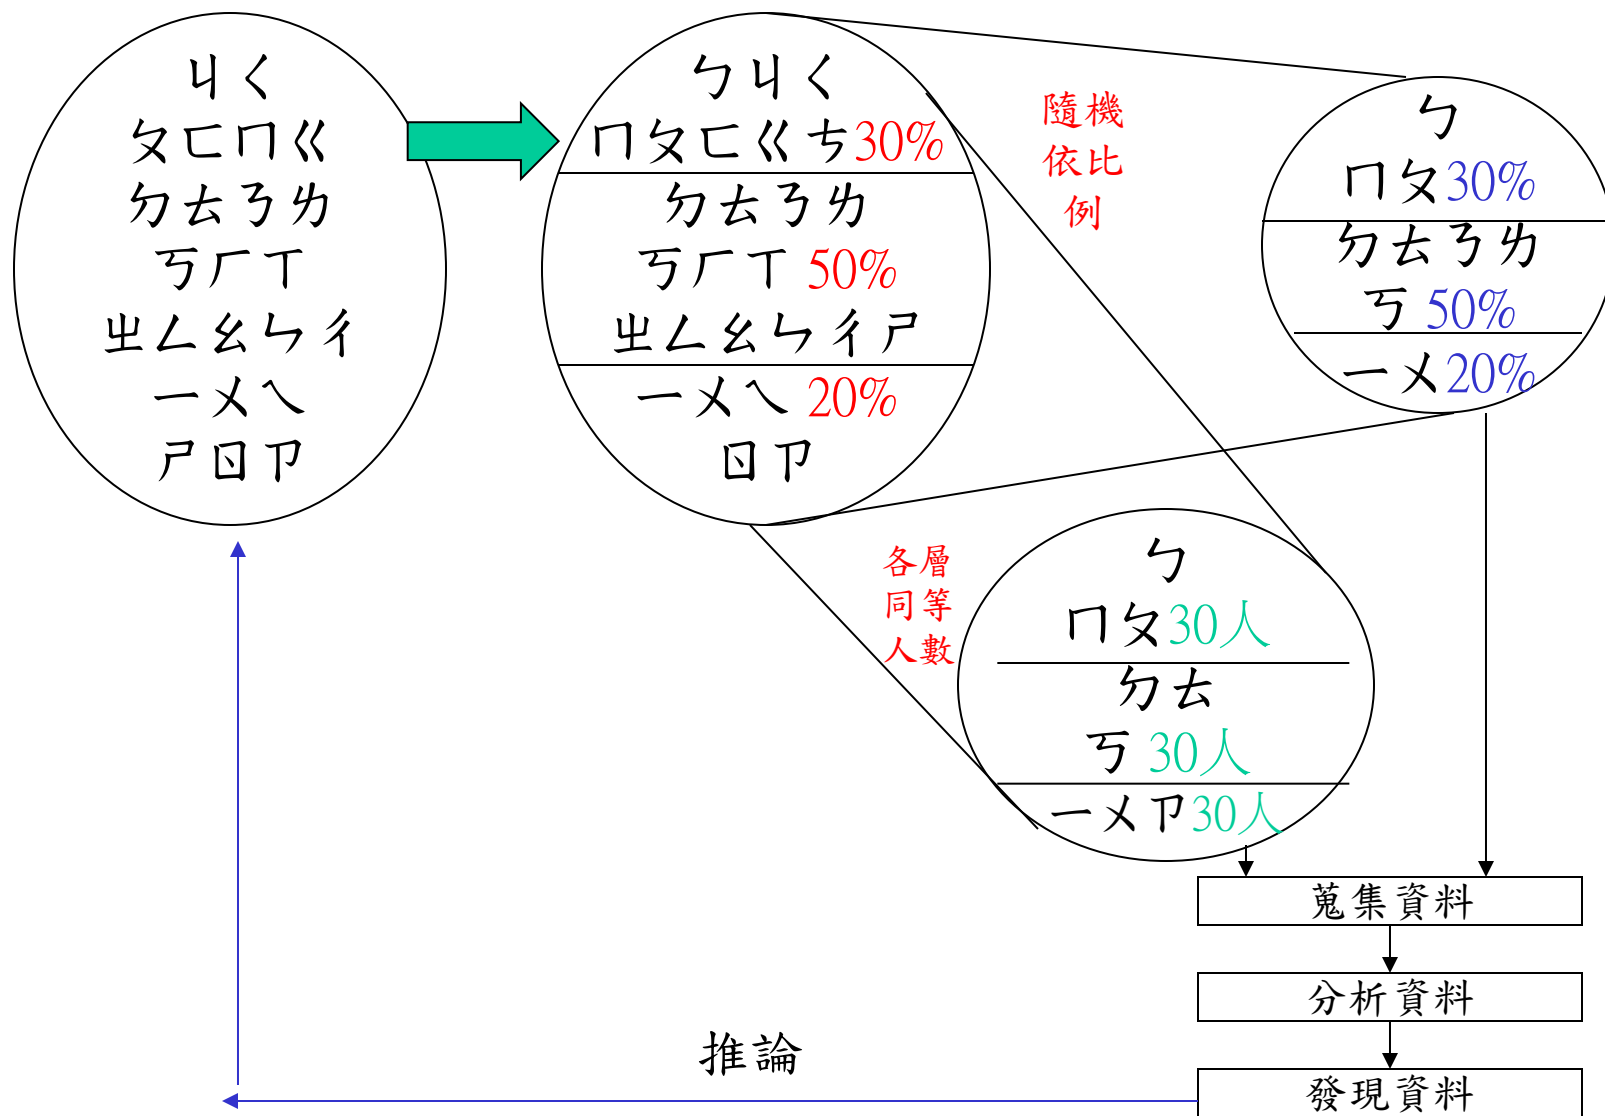 ㄐㄑ
ㄆㄈㄇㄍ
ㄉㄊㄋㄌ
ㄎㄏㄒ
ㄓㄥㄠㄣㄔ
ㄧㄨㄟ
ㄕㄖㄗ
ㄅㄐㄑ
ㄇㄆㄈㄍㄘ30%
ㄉㄊㄋㄌ
ㄎㄏㄒ 50%
ㄓㄥㄠㄣㄔㄕ
ㄧㄨㄟ 20%
ㄖㄗ
隨機
依比
例
ㄅ
ㄇㄆ30%
ㄉㄊㄋㄌ
ㄎ 50%
ㄧㄨ20%
各層
同等
人數
ㄅ
ㄇㄆ30人
ㄉㄊ
ㄎ 30人
ㄧㄨㄗ30人
蒐集資料
分析資料
發現資料
推論